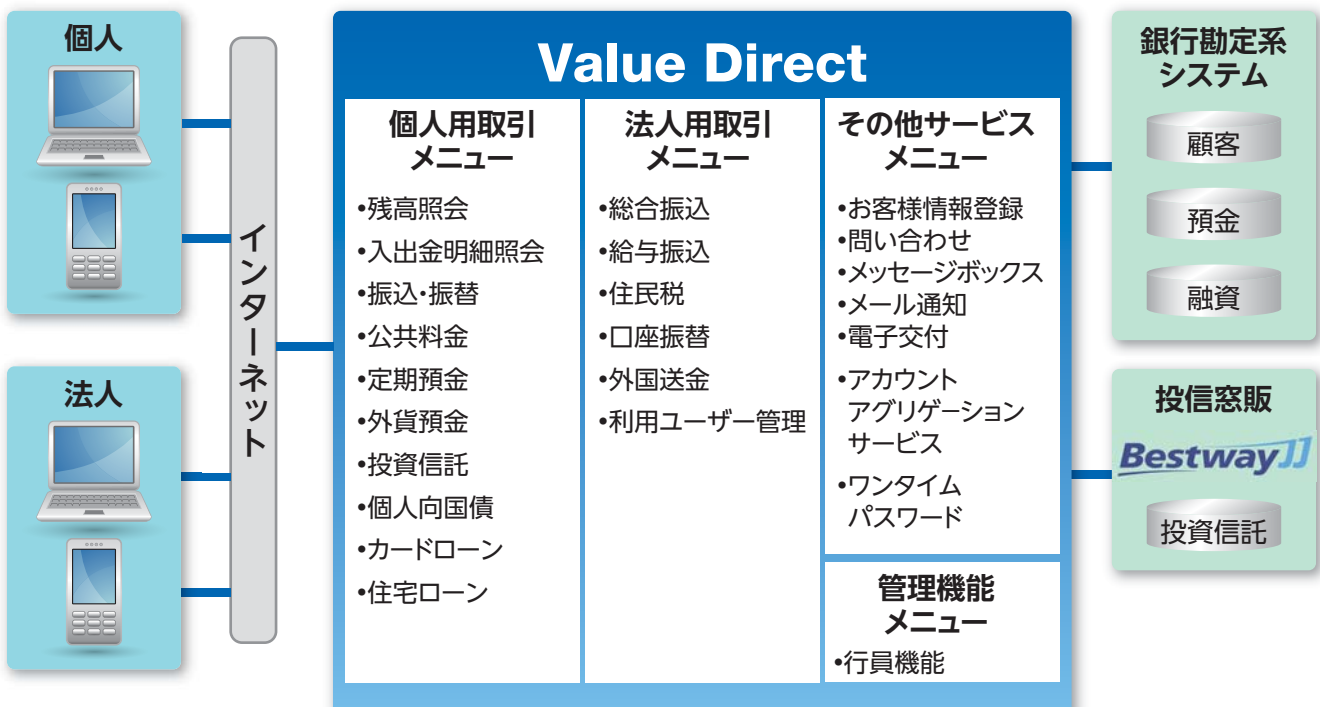 個人
法人
インターネット
Value Direct
個人用取引
メニュー
•残高照会
•入出金明細照会
•振込･振替
•公共料金
•定期預金
•外貨預金
•投資信託
•個人向国債
•カードローン
•住宅ローン
法人用取引
メニュー
•総合振込
•給与振込
•住民税
•口座振替
•外国送金
•利用ユーザー管理
その他サービス
メニュー
•お客様情報登録
•問い合わせ
•メッセージボックス
•メール通知
•電子交付
•アカウント
アグリゲーション
サービス
•ワンタイム
パスワード
管理機能
メニュー
•行員機能
銀行勘定系
システム
顧客
預金
融資
投信窓販
BestwayJJ
投資信託